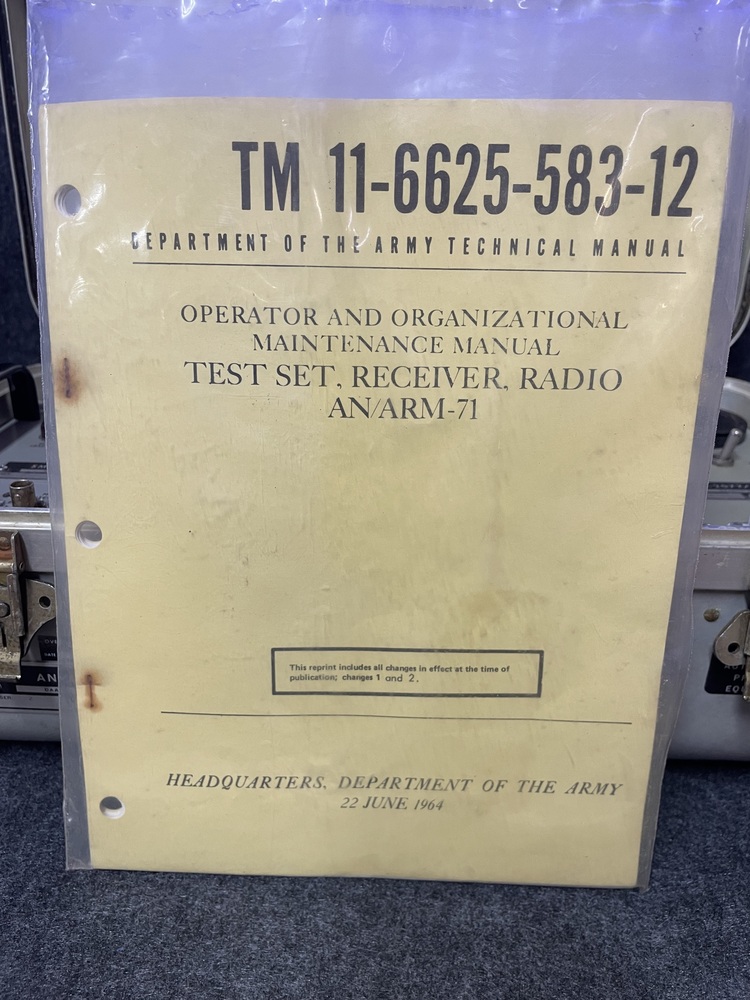 TM 11-6625-583-12
DEPARTMENT OF THE ARMY TECHNICAL MANUAL
OPERATOR AND ORGANIZATIONAL
MAINTENANCE MANUAL
TEST SET, RECEIVER, RADIO
AN/ARM-71
This reprint includes all changes in effect at the time of
publication; changes 1 and 2.
HEADQUARTERS, DEPARTMENT OF THE ARMY
22 JUNE 1964
AN